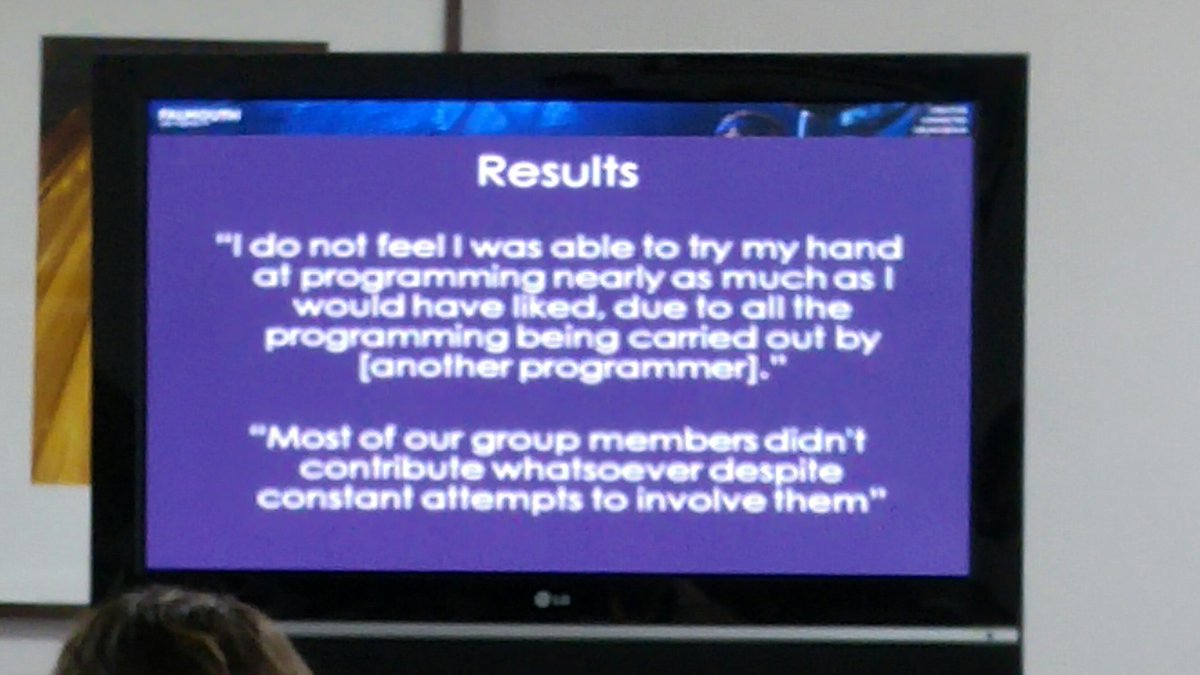 FALMOUTH
Results
"I do not feel I was able to try my hand
at programming nearly as much as I
would have liked, due to all the
programming being carried out by
[another programmer]."
"Most of our group members didn't
contribute whatsoever despite
constant attempts to involve them"
LG